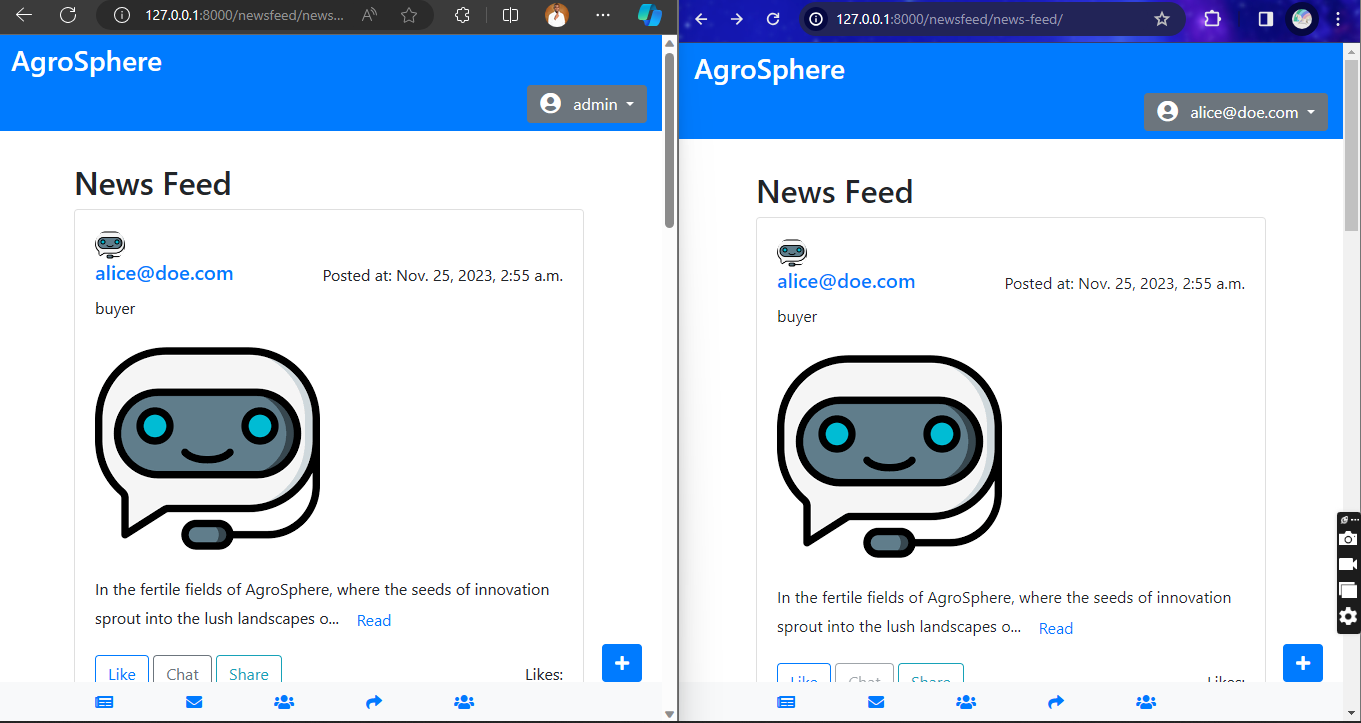 127.0.0.1:8000/newsfeed/news...
AgroSphere
admin
News Feed
alice@doe.com
Posted at: Nov. 25, 2023, 2:55 a.m.
buyer
In the fertile fields of AgroSphere, where the seeds of innovation
sprout into the lush landscapes o... Read
Like Chat Share Likes:
127.0.0.1:8000/newsfeed/news-feed/
AgroSphere
alice@doe.com
News Feed
alice@doe.com
Posted at: Nov. 25, 2023, 2:55 a.m.
buyer
In the fertile fields of AgroSphere, where the seeds of innovation
sprout into the lush landscapes o... Read
Like Chat Share Likes: